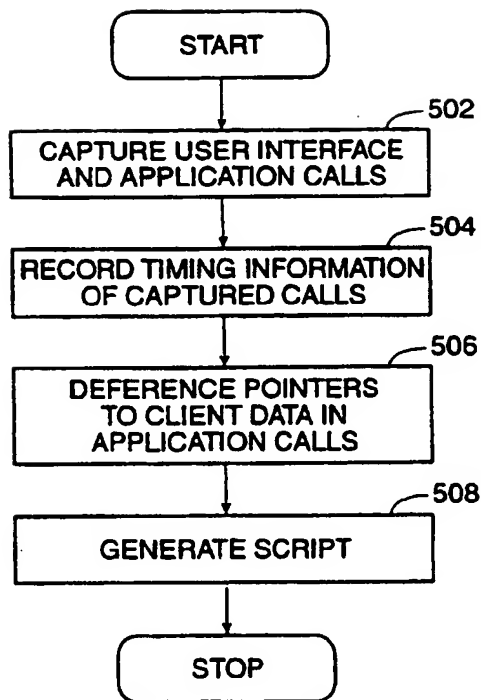 START
502
CAPTURE USER INTERFACE
AND APPLICATION CALLS
504
RECORD TIMING INFORMATION
OF CAPTURED CALLS
506
DEFERENCE POINTERS
TO CLIENT DATA IN
APPLICATION CALLS
508
GENERATE SCRIPT
STOP